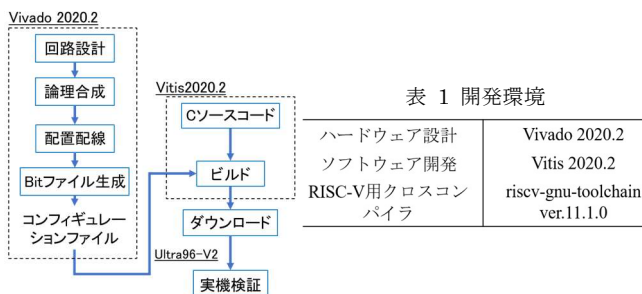 Vivado 2020.2
回路設計
論理合成
配置配線
Bitファイル生成
コンフィギュレー
ションファイル
Vitis2020.2
Cソースコード
ビルド
ダウンロード
Ultra96-V2
実機検証
表 1 開発環境
ハードウェア設計 Vivado 2020.2
ソフトウェア開発 Vitis 2020.2
RISC-V用クロスコン riscv-gnu-toolchain
パイラ ver.11.1.0